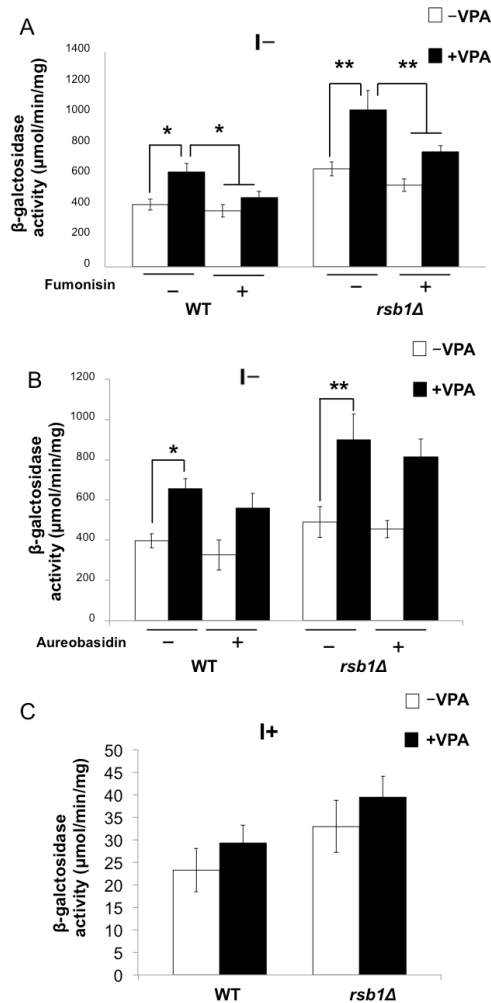 A
I−
−VPA
+VPA
β-galctosidase
activity (μmol/min/mg)
1400
1200
1000
800
600
400
200
0
*
*
**
**
Fumonisin
−
+
−
+
WT
rsb1Δ
B
I−
−VPA
+VPA
β-galctosidase
activity (μmol/min/mg)
1200
1000
800
600
400
200
0
*
**
Aureobasidin
−
+
−
+
WT
rsb1Δ
C
I+
−VPA
+VPA
β-galctosidase
activity (μmol/min/mg)
50
45
40
35
30
25
20
15
10
5
0
WT
rsb1Δ